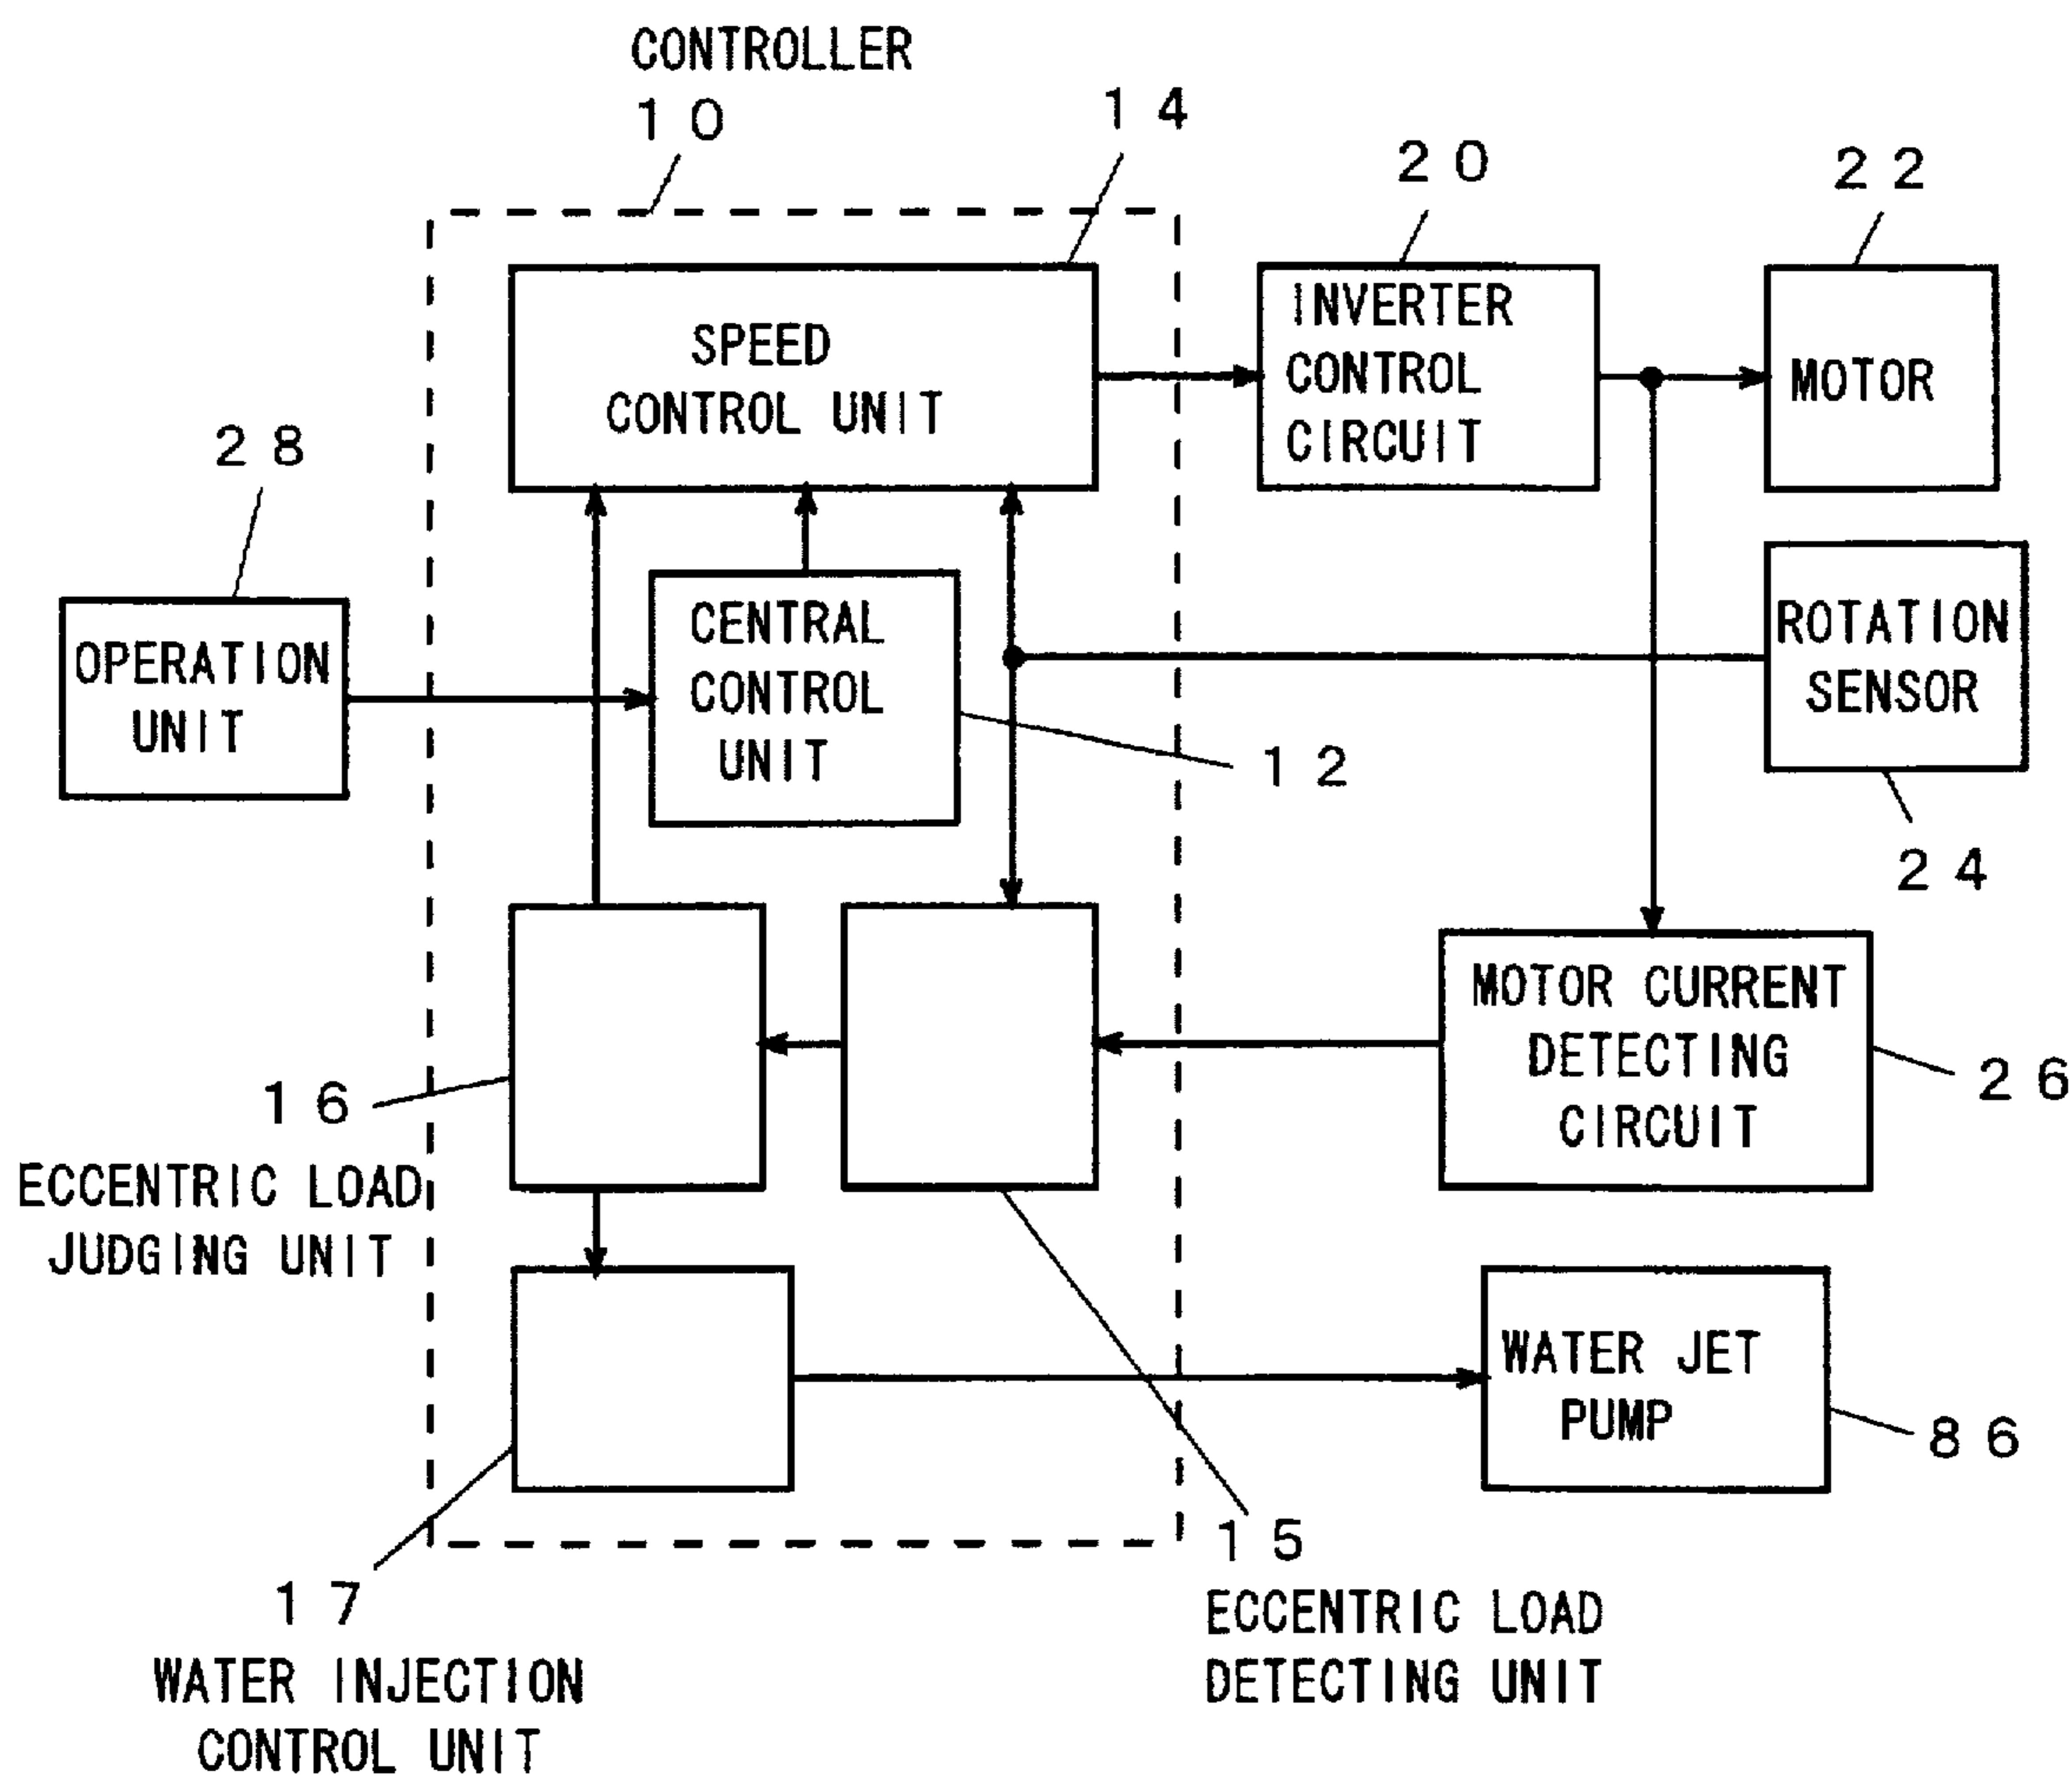 CONTROLLER
10
14
20
22
SPEED
CONTROL UNIT
INVERTER
CONTROL
CIRCUIT
MOTOR
28
OPERATION
UNIT
CENTRAL
CONTROL
UNIT
12
ROTATION
SENSOR
24
16
ECCENTRIC LOAD
JUDGING UNIT
MOTOR CURRENT
DETECTING
CIRCUIT
26
WATER JET
PUMP
86
17
WATER INJECTION
CONTROL UNIT
15
ECCENTRIC LOAD
DETECTING UNIT